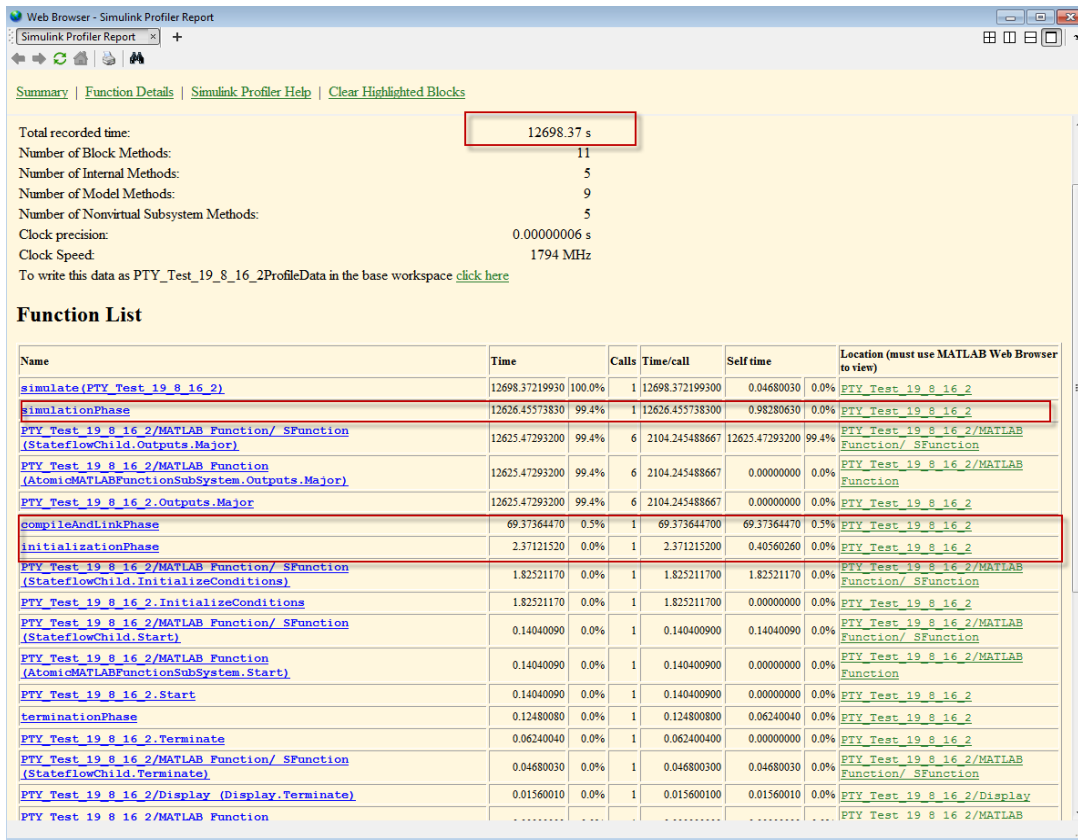 Web Browser - Simulink Profiler Report
Simulink Profiler Report × +
Summary | Function Details | Simulink Profiler Help | Clear Highlighted Blocks
Total recorded time: 12698.37 s
Number of Block Methods: 11
Number of Internal Methods: 5
Number of Model Methods: 9
Number of Nonvirtual Subsystem Methods: 5
Clock precision: 0.00000006 s
Clock Speed: 1794 MHz
To write this data as PTY_Test_19_8_16_2ProfileData in the base workspace click here
Function List
Name Time Calls Time/call Self time Location (must use MATLAB Web Browser
to view)
simulate(PTY_Test_19_8_16_2) 12698.37219930 100.0% 1 12698.372199300 0.04680030 0.0% PTY_Test_19_8_16_2
simulationPhase 12626.45573830 99.4% 1 12626.455738300 0.98280630 0.0% PTY_Test_19_8_16_2
PTY_Test_19_8_16_2/MATLAB Function/ SFunction
(StateflowChild.Outputs.Major) 12625.47293200 99.4% 6 2104.245488667 12625.47293200 99.4% PTY_Test_19_8_16_2/MATLAB
Function/ SFunction
PTY_Test_19_8_16_2/MATLAB Function
(AtomicMATLABFunctionSubSystem.Outputs.Major) 12625.47293200 99.4% 6 2104.245488667 0.00000000 0.0% PTY_Test_19_8_16_2/MATLAB
Function
PTY_Test_19_8_16_2.Outputs.Major 12625.47293200 99.4% 6 2104.245488667 0.00000000 0.0% PTY_Test_19_8_16_2
compileAndLinkPhase 69.37364470 0.5% 1 69.373644700 69.37364470 0.5% PTY_Test_19_8_16_2
initializationPhase 2.37121520 0.0% 1 2.371215200 0.40560260 0.0% PTY_Test_19_8_16_2
PTY_Test_19_8_16_2/MATLAB Function/ SFunction
(StateflowChild.InitializeConditions) 1.82521170 0.0% 1 1.825211700 1.82521170 0.0% PTY_Test_19_8_16_2/MATLAB
Function/ SFunction
PTY_Test_19_8_16_2.InitializeConditions 1.82521170 0.0% 1 1.825211700 0.00000000 0.0% PTY_Test_19_8_16_2
PTY_Test_19_8_16_2/MATLAB Function/ SFunction
(StateflowChild.Start) 0.14040090 0.0% 1 0.140400900 0.14040090 0.0% PTY_Test_19_8_16_2/MATLAB
Function/ SFunction
PTY_Test_19_8_16_2/MATLAB Function
(AtomicMATLABFunctionSubSystem.Start) 0.14040090 0.0% 1 0.140400900 0.00000000 0.0% PTY_Test_19_8_16_2/MATLAB
Function
PTY_Test_19_8_16_2.Start 0.14040090 0.0% 1 0.140400900 0.00000000 0.0% PTY_Test_19_8_16_2
terminationPhase 0.12480080 0.0% 1 0.124800800 0.06240040 0.0% PTY_Test_19_8_16_2
PTY_Test_19_8_16_2.Terminate 0.06240040 0.0% 1 0.062400400 0.00000000 0.0% PTY_Test_19_8_16_2
PTY_Test_19_8_16_2/MATLAB Function/ SFunction
(StateflowChild.Terminate) 0.04680030 0.0% 1 0.046800300 0.04680030 0.0% PTY_Test_19_8_16_2/MATLAB
Function/ SFunction
PTY_Test_19_8_16_2/Display (Display.Terminate) 0.01560010 0.0% 1 0.015600100 0.01560010 0.0% PTY_Test_19_8_16_2/Display
PTY_Test_19_8_16_2/MATLAB Function PTY_Test_19_8_16_2/MATLAB